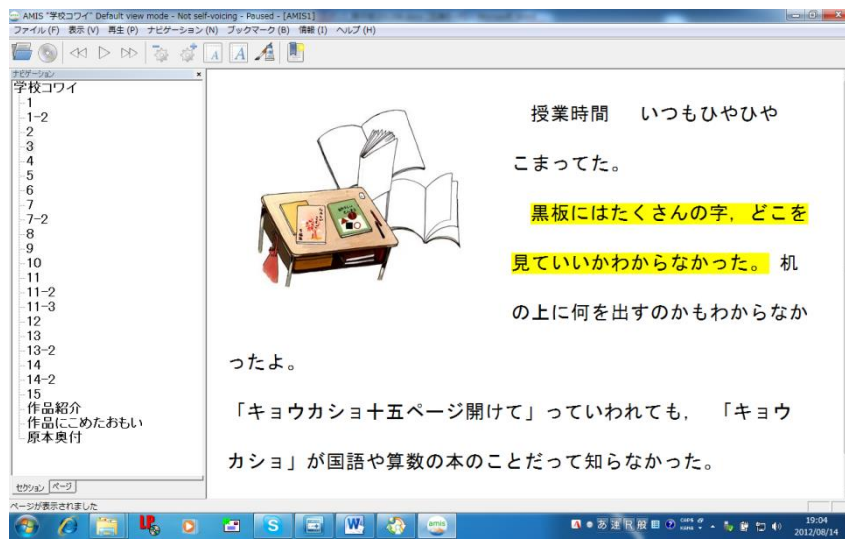 AMIS "学校コワイ" Default view mode - Not self-voicing - Paused - [AMIS1]
ファイル(F) 表示(V) 再生(P) ナビゲーション(N) ブックマーク(B) 情報(I) ヘルプ(H)
ナビゲーション
学校コワイ
1
1-2
2
3
4
5
6
7
7-2
8
9
10
11
11-2
11-3
12
13
13-2
14
14-2
15
作品紹介
作品にこめたおもい
原本奥付
セクション ページ
授業時間 いつもひやひや
こまってた。
黒板にはたくさんの字，どこを
見ていいかわからなかった。 机
の上に何を出すのかもわからなか
ったよ。
「キョウカショ十五ページ開けて」っていわれても， 「キョウ
カショ」が国語や算数の本のことだって知らなかった。
ページが表示されました
A あ 連 R 般 CAPS KANA
19:04
2012/08/14